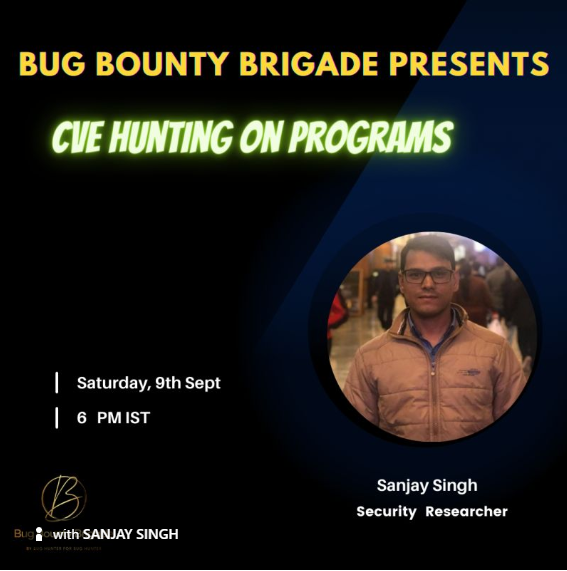 BUG BOUNTY BRIGADE PRESENTS
CVE HUNTING ON PROGRAMS
Saturday, 9th Sept
6 PM IST
Sanjay Singh
Security Researcher
B
with SANJAY SINGH